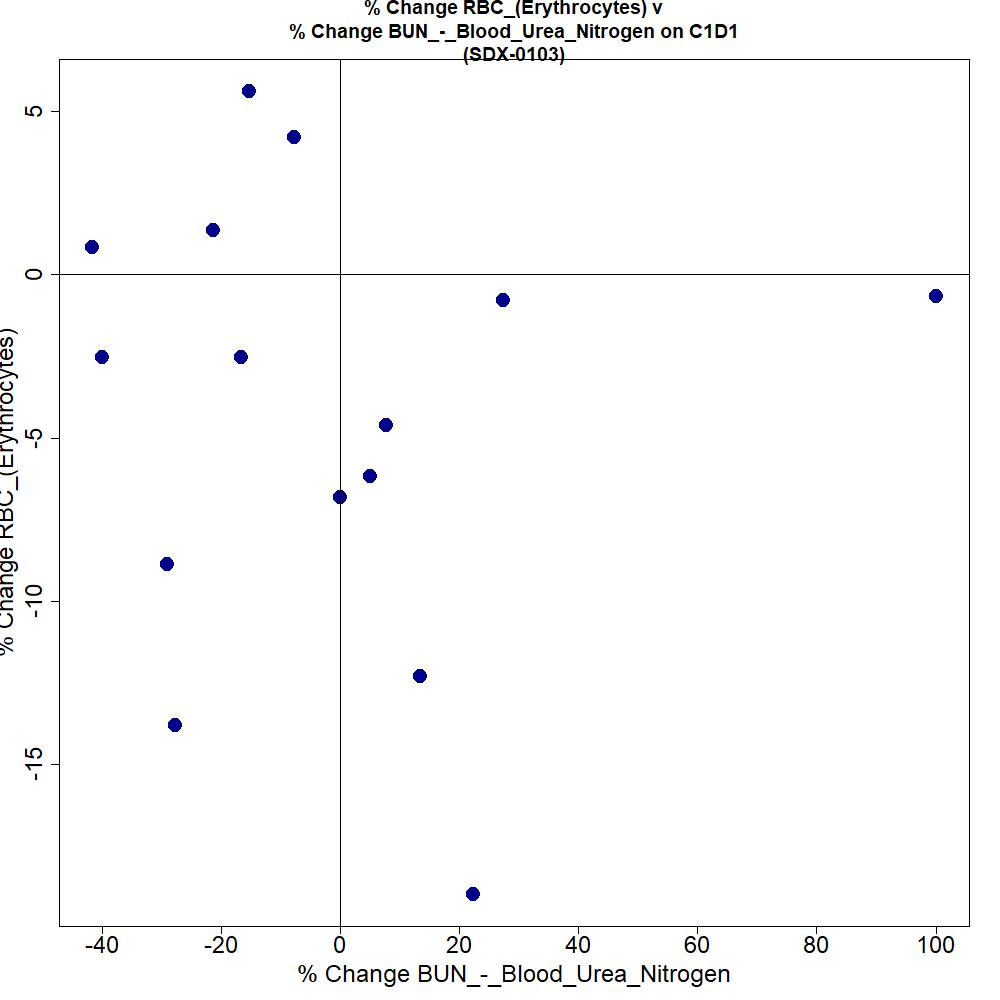 % Change RBC_(Erythrocytes) v
% Change BUN_-_Blood_Urea_Nitrogen on C1D1
(SDX-0103)
5
0
-5
-10
-15
% Change RBC_(Erythrocytes)
-40 -20 0 20 40 60 80 100
% Change BUN_-_Blood_Urea_Nitrogen